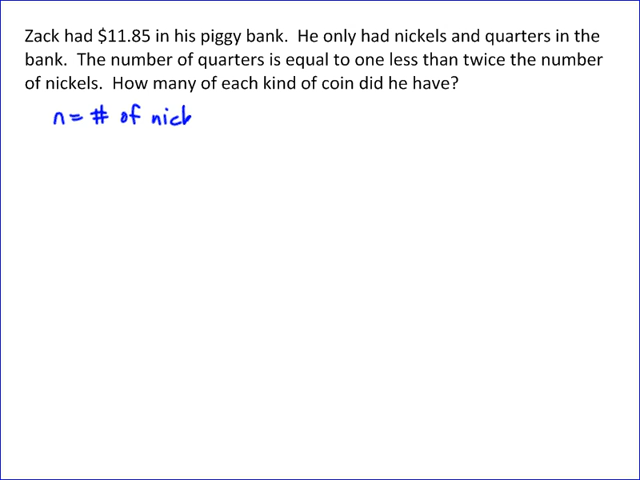 Zack had $11.85 in his piggy bank.  He only had nickels and quarters in the
bank.  The number of quarters is equal to one less than twice the number
of nickels.  How many of each kind of coin did he have?
n = # of nick